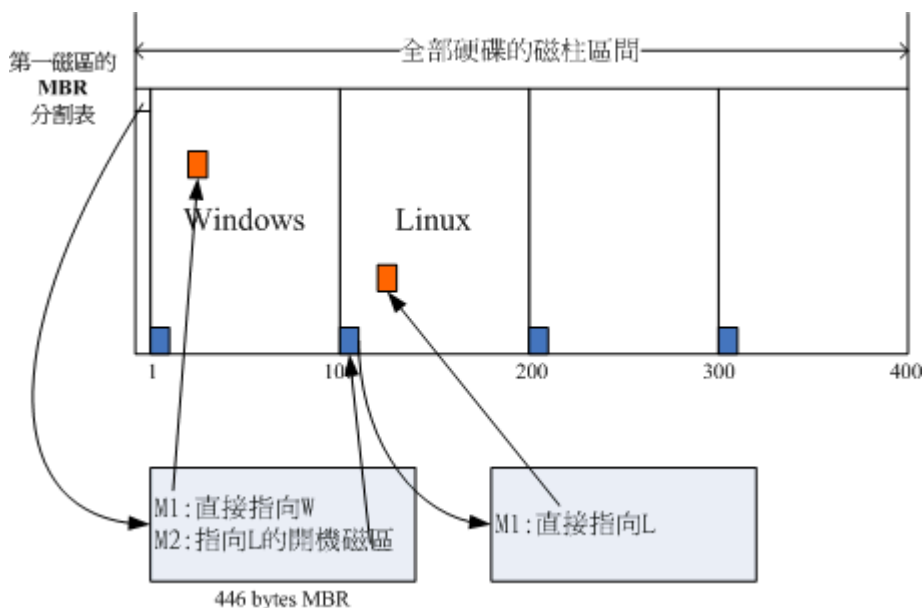 全部硬碟的磁柱區間
第一磁區的
MBR
分割表
Windows
Linux
1
100
200
300
400
M1:直接指向W
M2:指向L的開機磁區
M1:直接指向L
446 bytes MBR